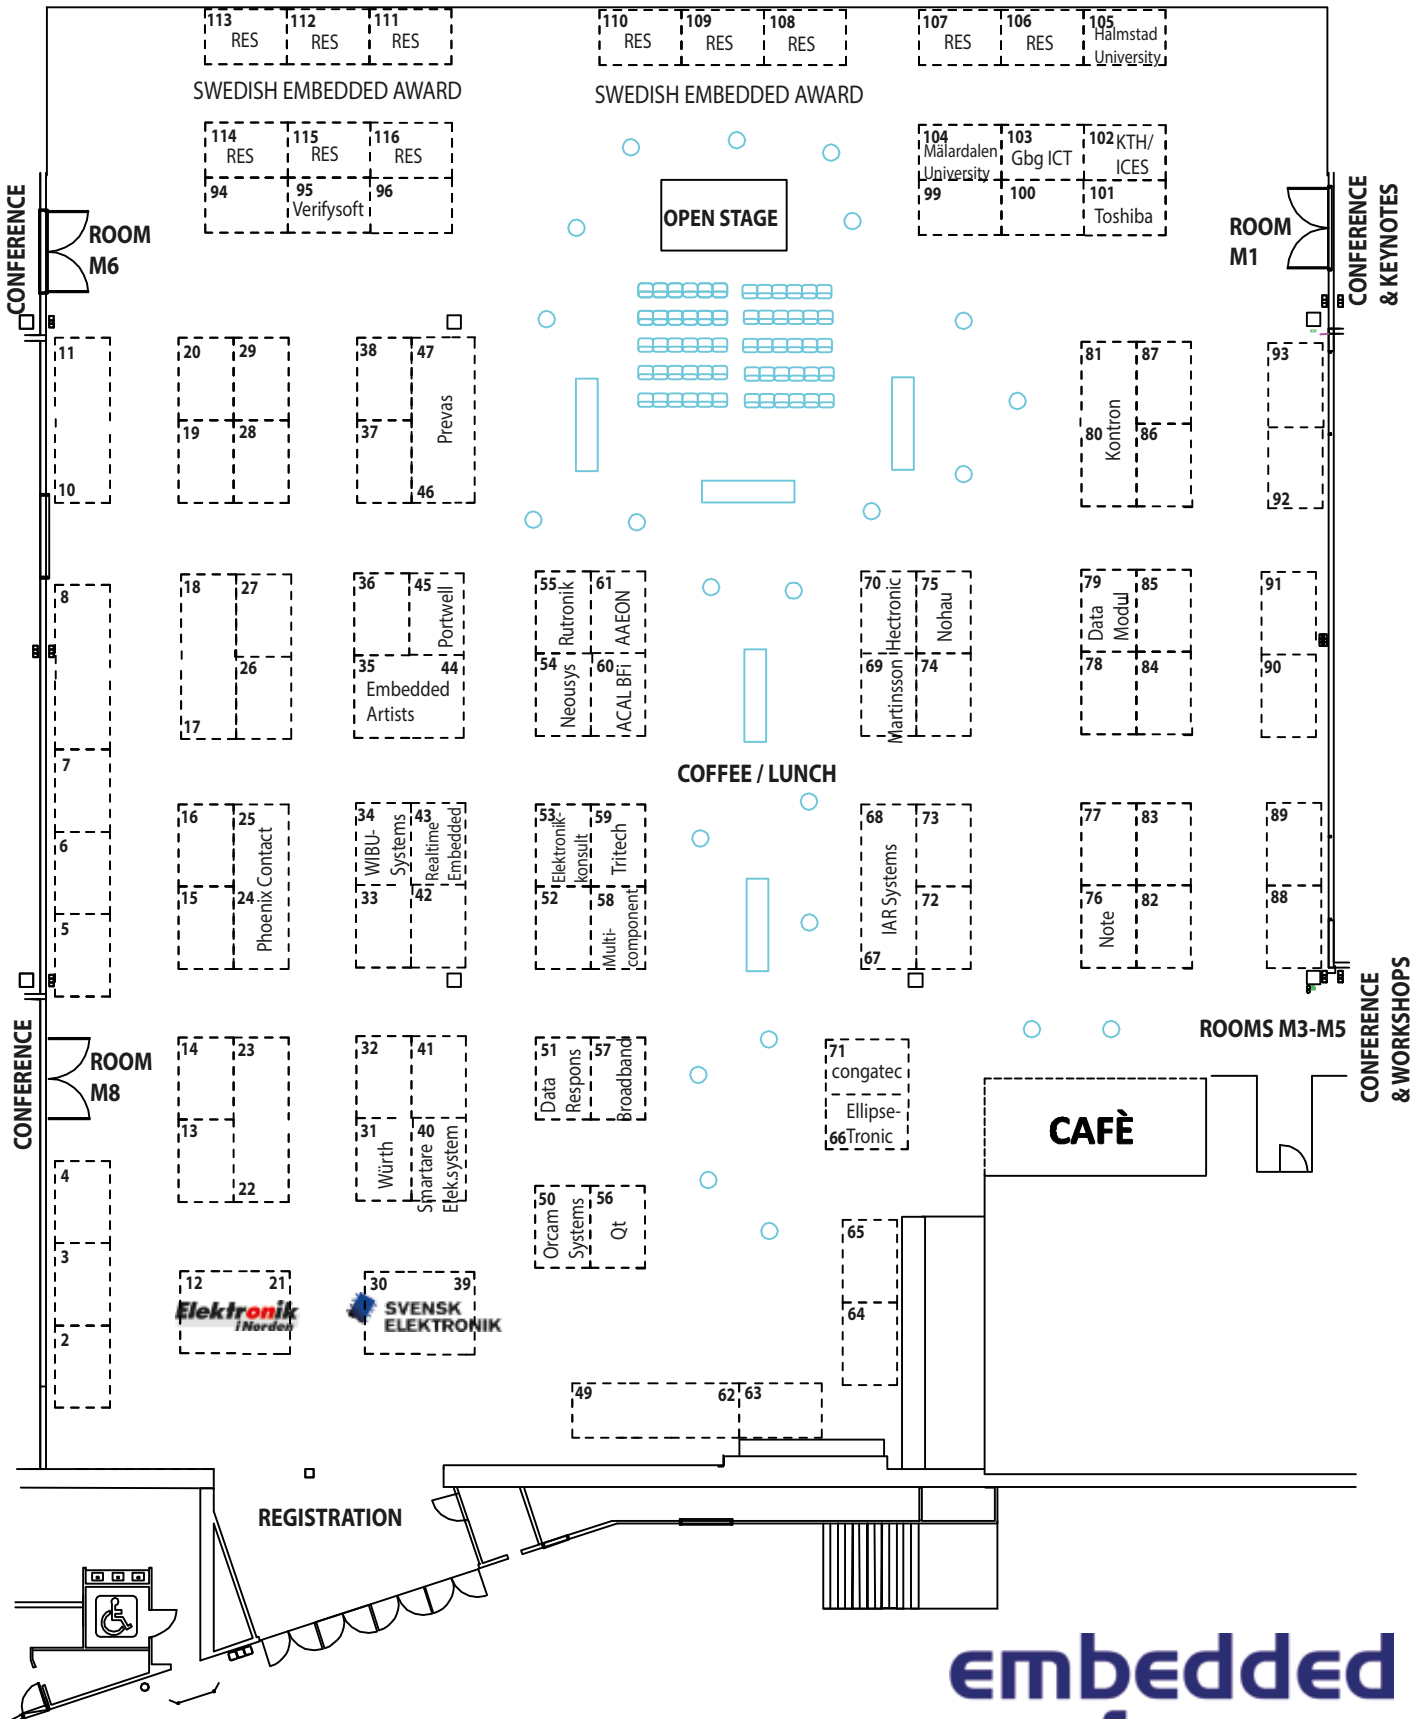 113 112 111 110 109 108 107 106 105
RES RES RES RES RES RES RES RES Halmstad
University
SWEDISH EMBEDDED AWARD SWEDISH EMBEDDED AWARD
114 115 116 104 103 102
RES RES RES Mälardalen Gbg ICT KTH/
University ICES
94 95 96 99 100 101
Verifysoft Toshiba
OPEN STAGE
CONFERENCE
ROOM
M6
ROOM
M1
CONFERENCE
& KEYNOTES
11 20 29 38 47 81 87 93
Prevas Kontron
19 28 37 80 86
10 46 92
8 18 27 36 45 55 61 70 75 79 85 91
Portwell Rutronik AAEON Hectronic Nohau Data
Modul
26 35 44 54 60 69 74 78 84 90
Embedded
Artists
Neousys ACAL BFi Martinsson
17
COFFEE / LUNCH
7 16 25 34 43 53 59 68 73 77 83 89
Phoenix Contact
WIBU-
Systems
Realtime
Embedded
Elektronik-
konsult
Tritech
IAR Systems
6 15 24 33 42 52 58 72 76 82 88
Multi-
component
Note
5 67
CONFERENCE
ROOM
M8
ROOMS M3-M5
CONFERENCE
& WORKSHOPS
14 23 32 41 51 57 71
Data
Respons
Broadband
congatec
Ellipse-
66 Tronic
CAFÈ
13 31 40
Würth
Smartare
Elek.system
4 22 50 56
Orcam
Systems
Qt
3 65
12 21 30 39
Elektronik
i Norden
SVENSK
ELEKTRONIK
2 64
49 62 63
REGISTRATION
embedded